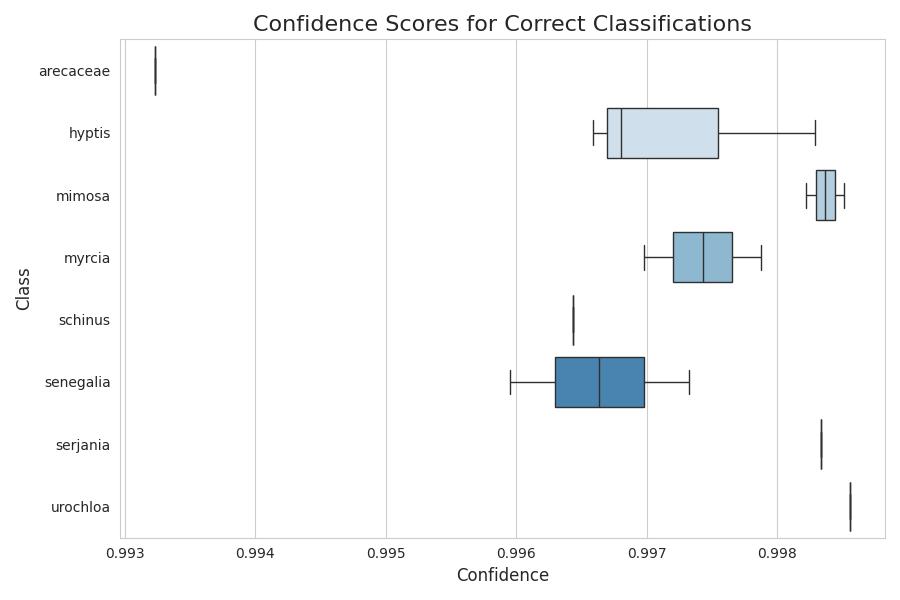 Confidence Scores for Correct Classifications
arecaceae
hyptis
mimosa
myrcia
schinus
senegalia
serjania
urochloa
Class
0.993 0.994 0.995 0.996 0.997 0.998
Confidence